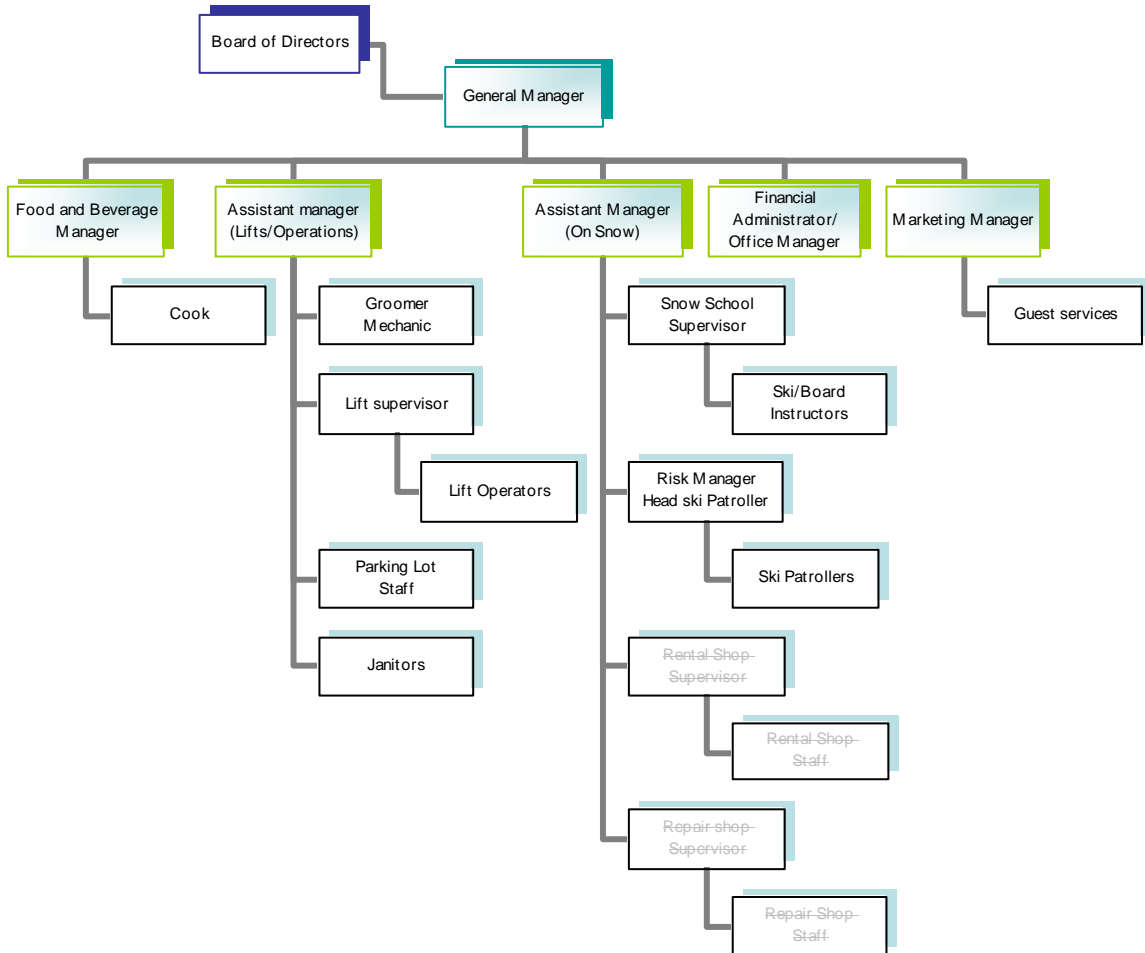 Board of Directors
General Manager
Food and Beverage
Manager
Assistant manager
(Lifts/Operations)
Assistant Manager
(On Snow)
Financial
Administrator/
Office Manager
Marketing Manager
Cook
Groomer
Mechanic
Snow School
Supervisor
Guest services
Lift supervisor
Ski/Board
Instructors
Lift Operators
Risk Manager
Head ski Patroller
Parking Lot
Staff
Ski Patrollers
Janitors
Rental Shop
Supervisor
Rental Shop
Staff
Repair shop
Supervisor
Repair Shop
Staff